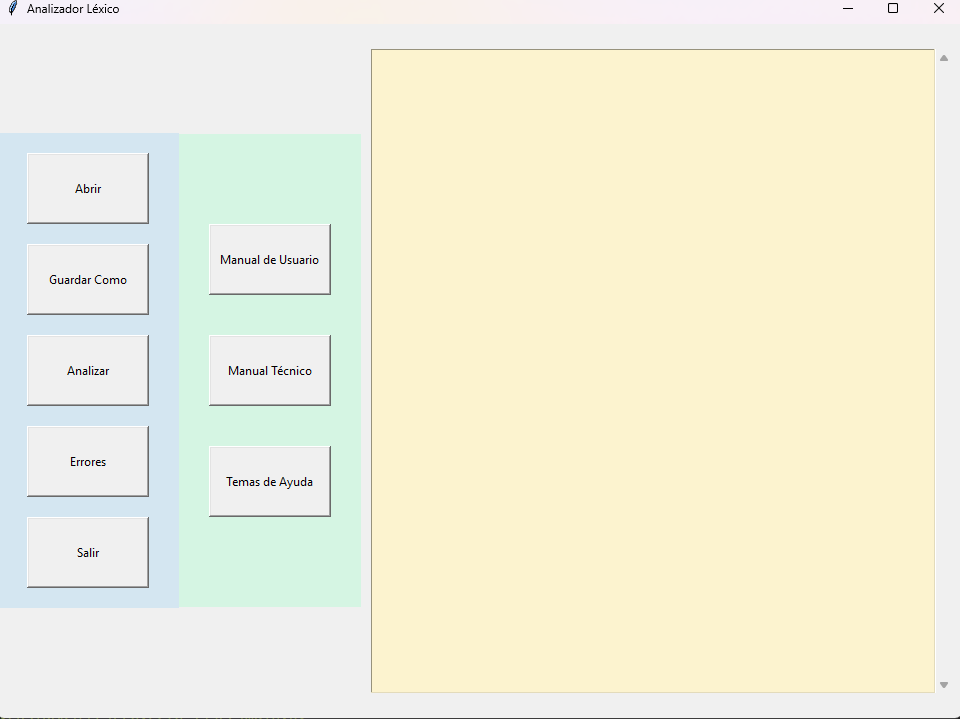 Analizador Léxico
Abrir
Guardar Como
Analizar
Errores
Salir
Manual de Usuario
Manual Técnico
Temas de Ayuda